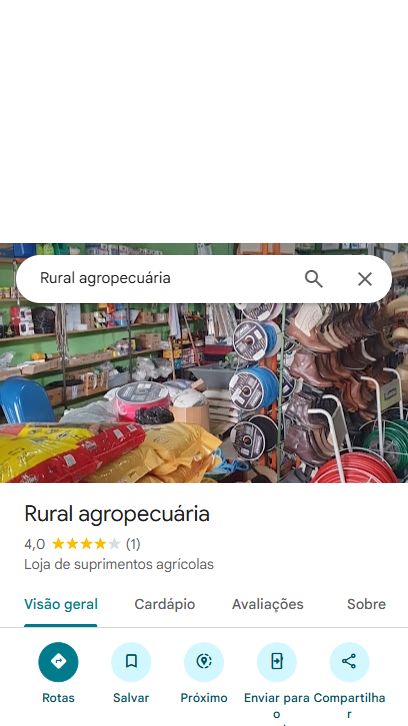 Rural agropecuária
Rural agropecuária
4,0 (1)
Loja de suprimentos agrícolas
Visão geral Cardápio Avaliações Sobre
Rotas Salvar Próximo Enviar para o Compartilhar